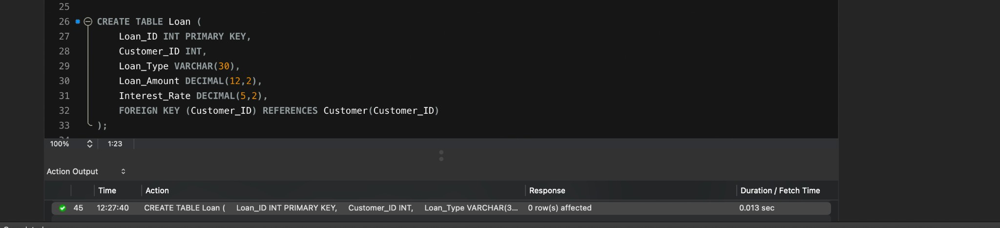 25
26 CREATE TABLE Loan (
27 Loan_ID INT PRIMARY KEY,
28 Customer_ID INT,
29 Loan_Type VARCHAR(30),
30 Loan_Amount DECIMAL(12,2),
31 Interest_Rate DECIMAL(5,2),
32 FOREIGN KEY (Customer_ID) REFERENCES Customer(Customer_ID)
33 );
100% 1:23
Action Output
Time Action Response Duration / Fetch Time
45 12:27:40 CREATE TABLE Loan ( Loan_ID INT PRIMARY KEY, Customer_ID INT, Loan_Type VARCHAR(3... 0 row(s) affected 0.013 sec